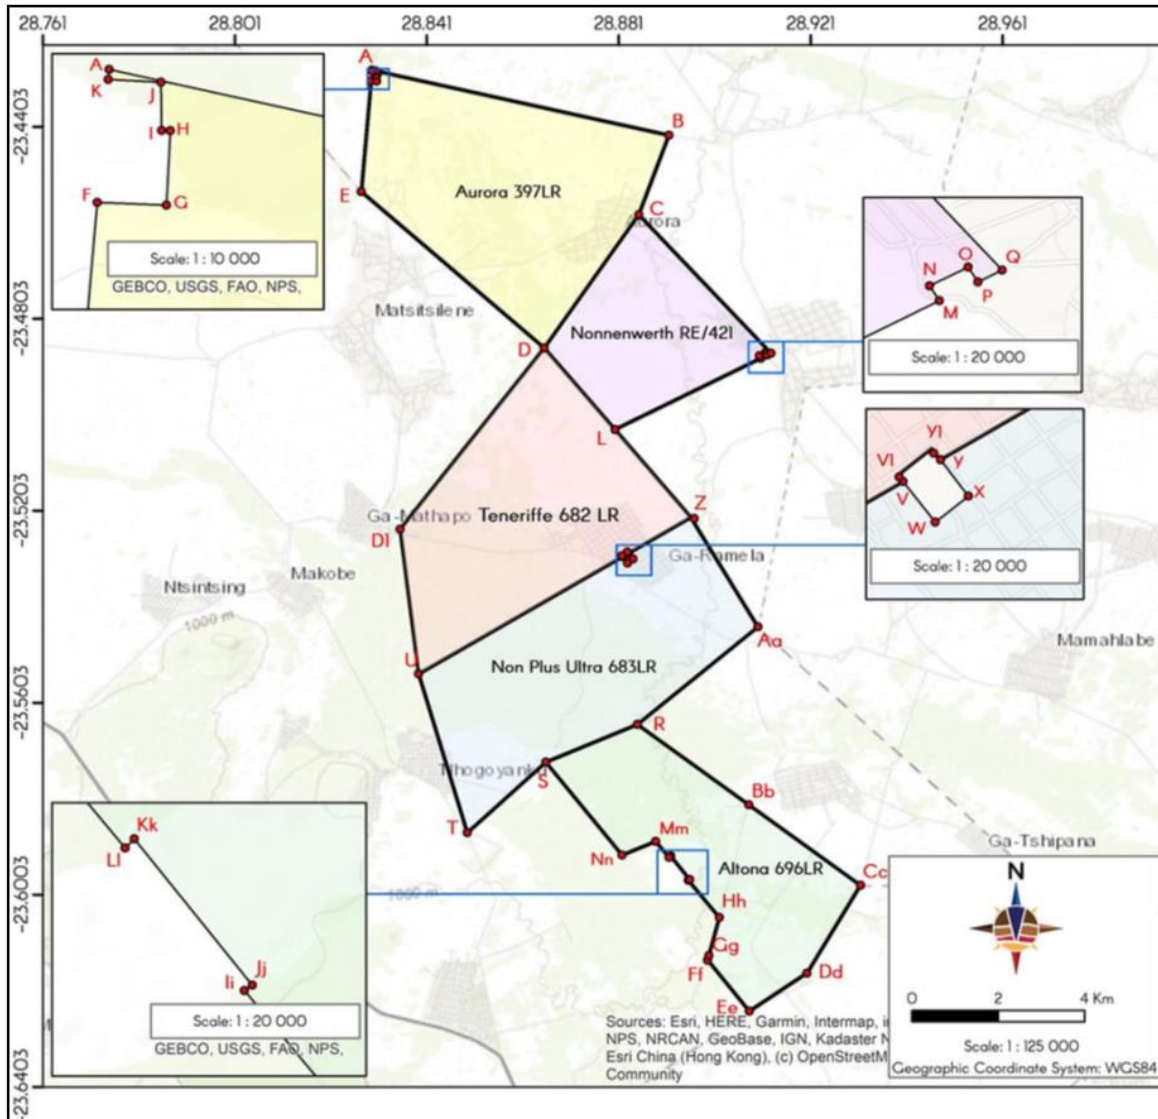 28.761 28.801 28.841 28.881 28.921 28.961
-23.4403
-23.4803
-23.5203
-23.5603
-23.6003
-23.6403
A
K
J
I H
F
G
Scale: 1 : 10 000
GEBCO, USGS, FAO, NPS,
A
B
E
Aurora 397LR
C
Matsitsilene
D
Nonnenwerth RE/421
O
Q
N
P
M
Scale: 1 : 20 000
L
Y1
Y
V1
V
X
W
Scale: 1 : 20 000
Z
Teneriffe 682 LR
D1
Ga-Mathapo
Makobe
Ntsintsing
1000 m
Aa
Mamahlabe
U
Non Plus Ultra 683LR
R
S
T
Bb
Mm
Nn
Altona 696LR
Ga-Tshipana
Cc
1000 m
Hh
Gg
Ff
Dd
Ee
Kk
Ll
Jj
Ii
Scale: 1 : 20 000
GEBCO, USGS, FAO, NPS,
Sources: Esri, HERE, Garmin, Intermap,
NPS, NRCAN, GeoBase, IGN, Kadaster N
Esri China (Hong Kong), (c) OpenStreetM
Community
N
0 2 4 Km
Scale: 1 : 125 000
Geographic Coordinate System: WGS84